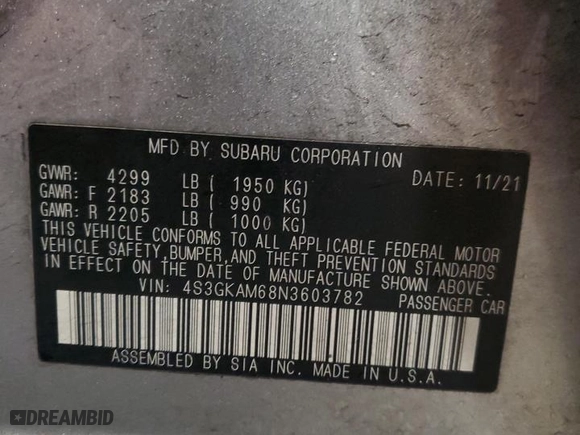 MFD BY SUBARU CORPORATION
GVWR: 4299 LB ( 1950 KG) DATE: 11/21
GAWR: F 2183 LB ( 990 KG)
GAWR: R 2205 LB ( 1000 KG)
THIS VEHICLE CONFORMS TO ALL APPLICABLE FEDERAL MOTOR
VEHICLE SAFETY, BUMPER, AND THEFT PREVENTION STANDARDS
IN EFFECT ON THE DATE OF MANUFACTURE SHOWN ABOVE.
VIN: 4S3GKAM68N3603782 PASSENGER CAR
ASSEMBLED BY SIA INC. MADE IN U.S.A.
DREAMBID